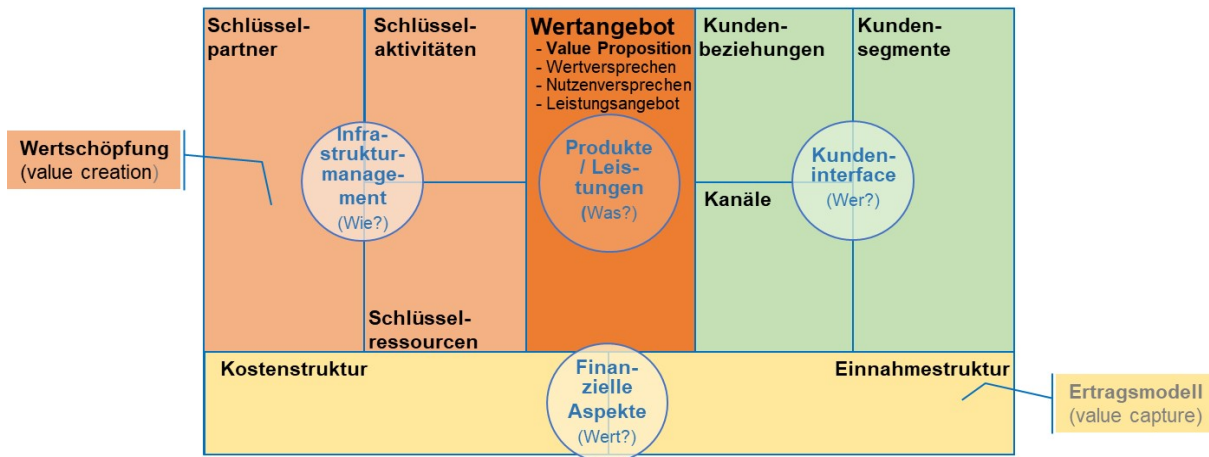 Schlüssel-
partner
Schlüssel-
aktivitäten
Wertangebot
- Value Proposition
- Wertversprechen
- Nutzenversprechen
- Leistungsangebot
Kunden-
beziehungen
Kunden-
segmente
Wertschöpfung
(value creation)
Infra-
strukturmanage-
ment
(Wie?)
Produkte
/ Leis-
tungen
(Was?)
Kunden-
interface
(Wer?)
Kanäle
Schlüssel-
ressourcen
Kostenstruktur
Finan-
zielle
Aspekte
(Wert?)
Einnahmestruktur
Ertragsmodell
(value capture)